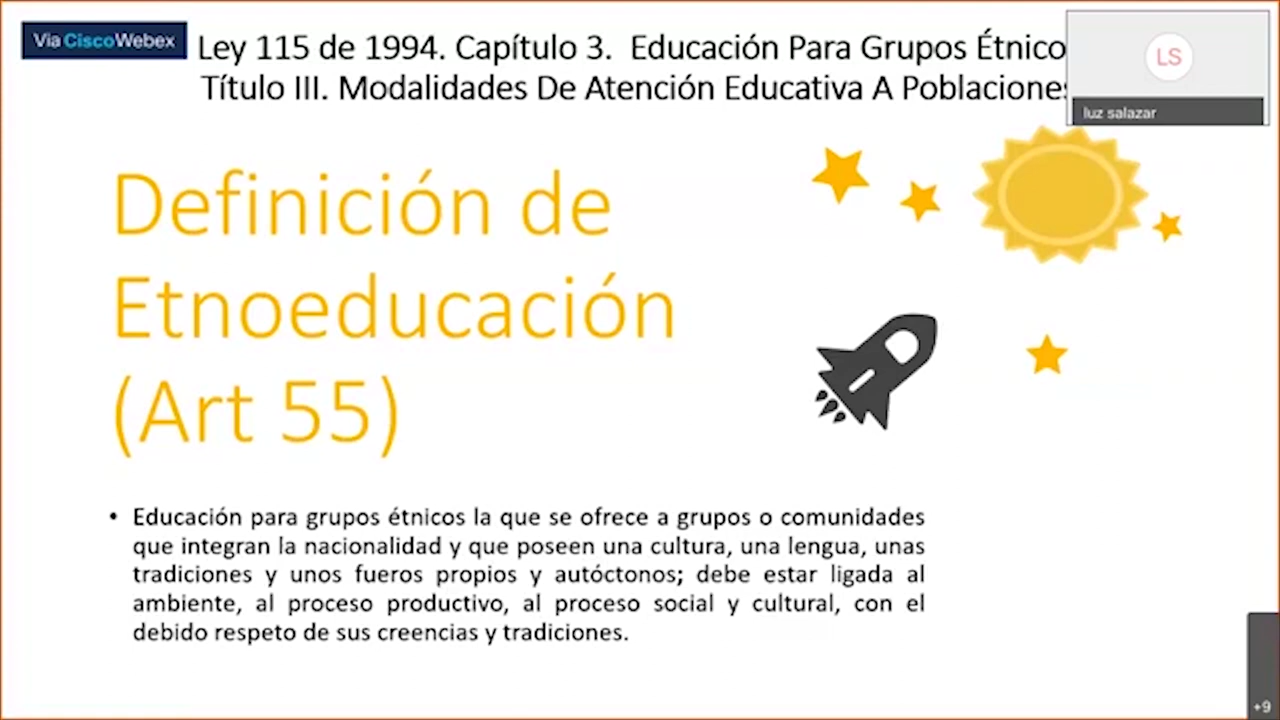 Vía CiscoWebex
Ley 115 de 1994. Capítulo 3. Educación Para Grupos Étnico
Título III. Modalidades De Atención Educativa A Poblaciones
LS
luz salazar
Definición de
Etnoeducación
(Art 55)
• Educación para grupos étnicos la que se ofrece a grupos o comunidades
que integran la nacionalidad y que poseen una cultura, una lengua, unas
tradiciones y unos fueros propios y autóctonos; debe estar ligada al
ambiente, al proceso productivo, al proceso social y cultural, con el
debido respeto de sus creencias y tradiciones.
+9